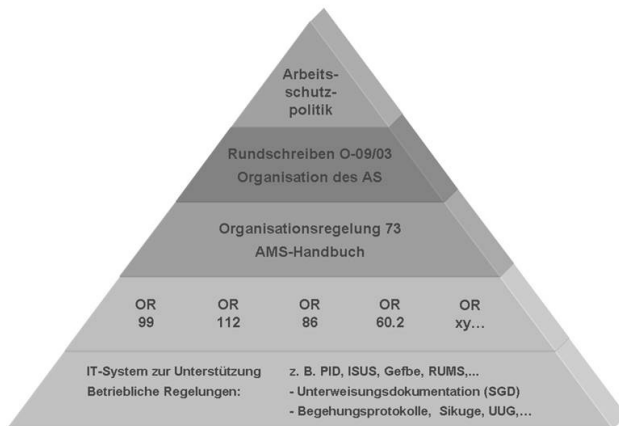 Arbeits-
schutz-
politik
Rundschreiben O-09/03
Organisation des AS
Organisationsregelung 73
AMS-Handbuch
OR OR OR OR OR
99 112 86 60.2 xy...
IT-System zur Unterstützung z. B. PID, ISUS, Gefbe, RUMS,...
Betriebliche Regelungen: - Unterweisungsdokumentation (SGD)
- Begehungsprotokolle, Sikuge, UUG,...